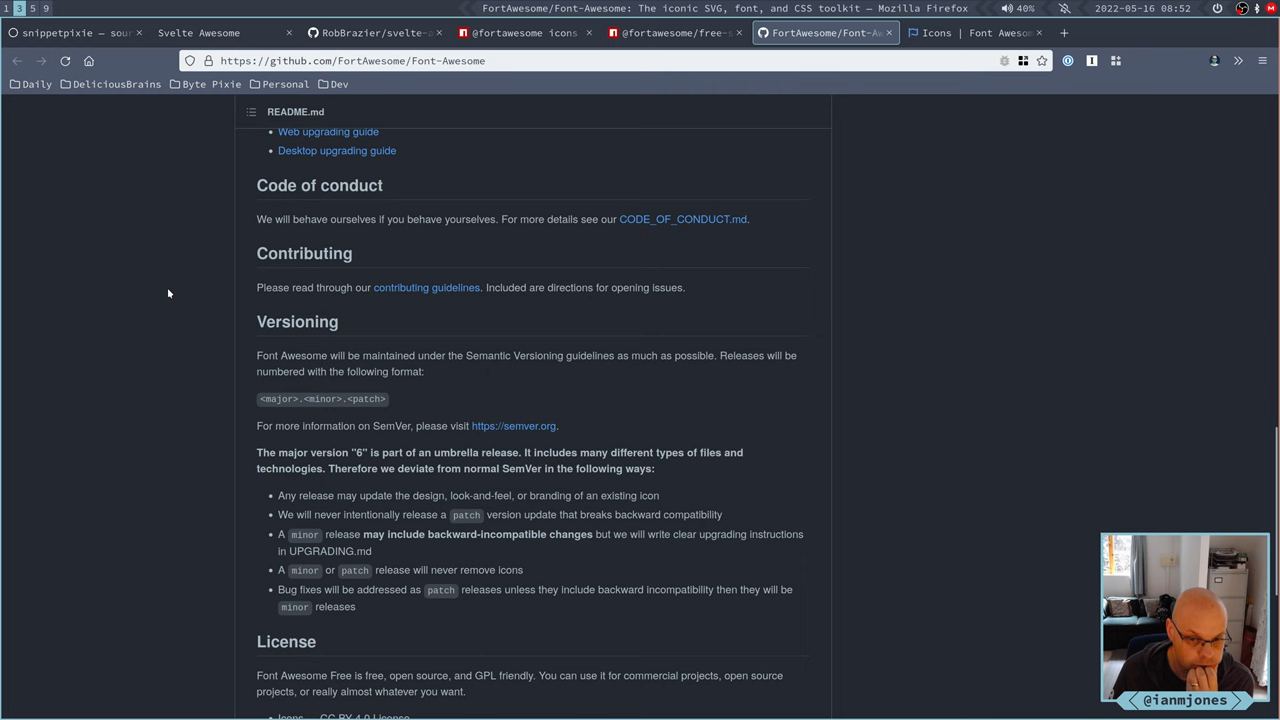 1 3 5 9
FortAwesome/Font-Awesome: The iconic SVG, font, and CSS toolkit — Mozilla Firefox
40%
2022-05-16 08:52
snippetpixie — sour
Svelte Awesome
RobBrazier/svelte-a
@fortawesome icons
@fortawesome/free-s
FortAwesome/Font-Aw
Icons | Font Awesom
https://github.com/FortAwesome/Font-Awesome
Daily
DeliciousBrains
Byte Pixie
Personal
Dev
README.md
• Web upgrading guide
• Desktop upgrading guide
Code of conduct
We will behave ourselves if you behave yourselves. For more details see our CODE_OF_CONDUCT.md.
Contributing
Please read through our contributing guidelines. Included are directions for opening issues.
Versioning
Font Awesome will be maintained under the Semantic Versioning guidelines as much as possible. Releases will be
numbered with the following format:
<major>.<minor>.<patch>
For more information on SemVer, please visit https://semver.org.
The major version "6" is part of an umbrella release. It includes many different types of files and
technologies. Therefore we deviate from normal SemVer in the following ways:
• Any release may update the design, look-and-feel, or branding of an existing icon
• We will never intentionally release a patch version update that breaks backward compatibility
• A minor release may include backward-incompatible changes but we will write clear upgrading instructions
in UPGRADING.md
• A minor or patch release will never remove icons
• Bug fixes will be addressed as patch releases unless they include backward incompatibility then they will be
minor releases
License
Font Awesome Free is free, open source, and GPL friendly. You can use it for commercial projects, open source
projects, or really almost whatever you want.
• Icons — CC BY 4.0 License
@ianmjones